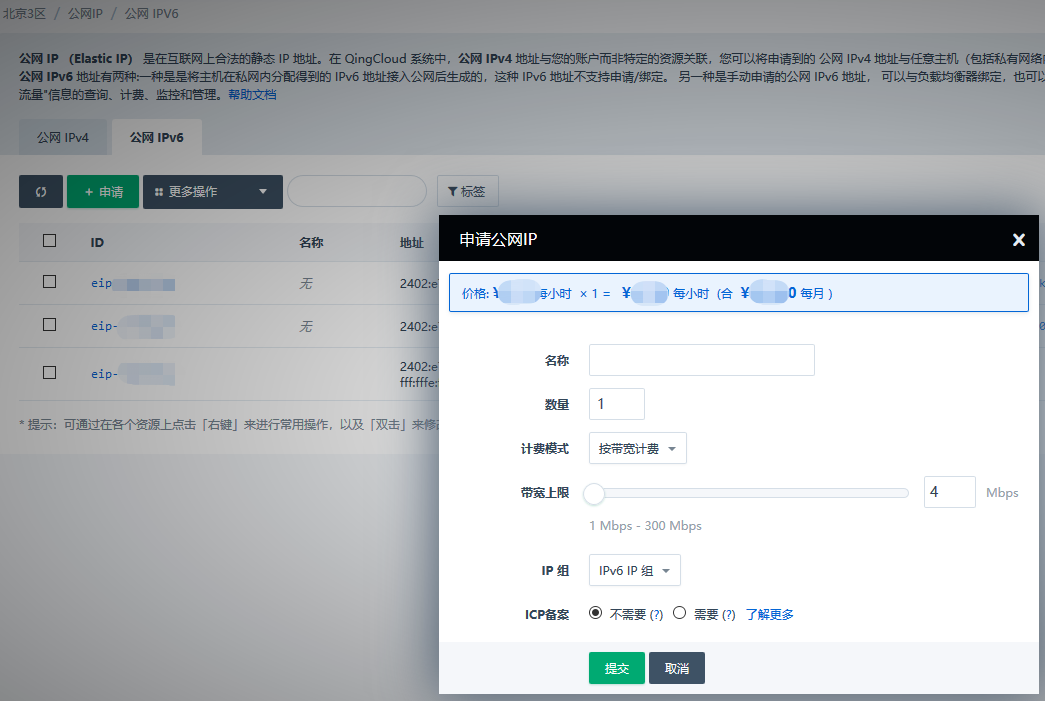 北京3区 / 公网IP / 公网 IPV6
公网 IP （Elastic IP） 是在互联网上合法的静态 IP 地址。在 QingCloud 系统中，公网 IPv4 地址与您的账户而非特定的资源关联，您可以将申请到的 公网 IPv4 地址与任意主机（包括私有网络
公网 IPv6 地址有两种:一种是是将主机在私网内分配得到的 IPv6 地址接入公网后生成的，这种 IPv6 地址不支持申请/绑定。 另一种是手动申请的公网 IPv6 地址， 可以与负载均衡器绑定，也可以
流量"信息的查询、计费、监控和管理。帮助文档
公网 IPv4 公网 IPv6
+ 申请 更多操作 标签
ID 名称 地址
eip 无 2402:e
eip- 无 2402:e
eip- 2402:e
fff:fffe:
* 提示：可通过在各个资源上点击「右键」来进行常用操作，以及「双击」来修
申请公网IP ×
价格: ¥ 每小时 × 1 = ¥ 每小时 (合 ¥ 0 每月 )
名称
数量 1
计费模式 按带宽计费
带宽上限 4 Mbps
1 Mbps - 300 Mbps
IP 组 IPv6 IP 组
ICP备案 不需要 (?) 需要 (?) 了解更多
提交 取消